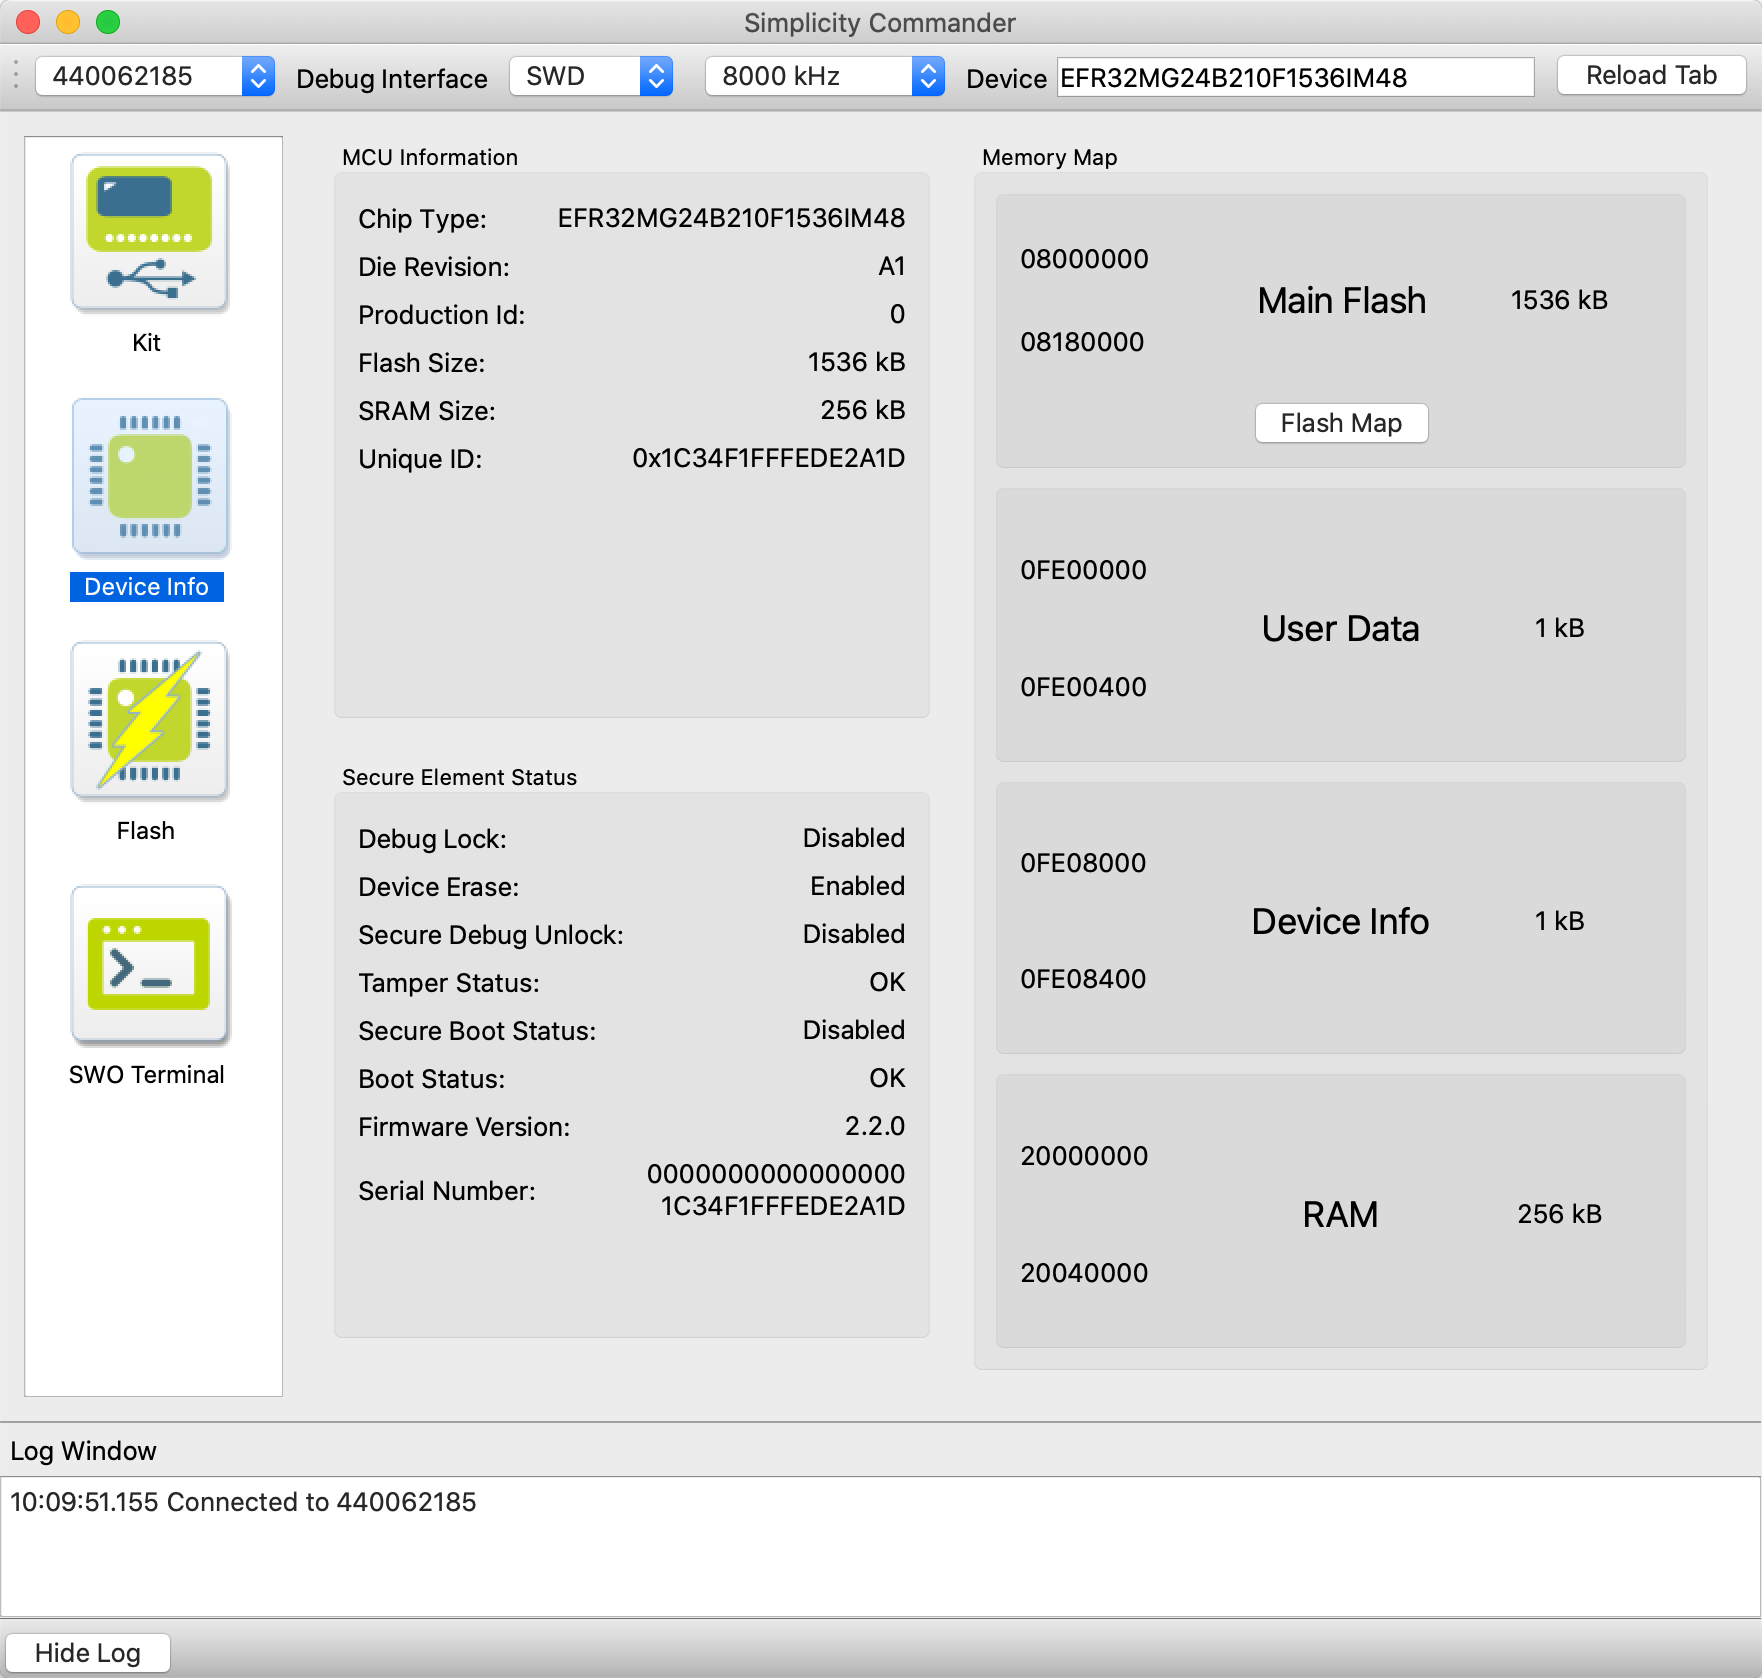 Simplicity Commander
440062185
Debug Interface
SWD
8000 kHz
Device
EFR32MG24B210F1536IM48
Reload Tab
Kit
Device Info
Flash
SWO Terminal
MCU Information
Chip Type: EFR32MG24B210F1536IM48
Die Revision: A1
Production Id: 0
Flash Size: 1536 kB
SRAM Size: 256 kB
Unique ID: 0x1C34F1FFFEDE2A1D
Secure Element Status
Debug Lock: Disabled
Device Erase: Enabled
Secure Debug Unlock: Disabled
Tamper Status: OK
Secure Boot Status: Disabled
Boot Status: OK
Firmware Version: 2.2.0
Serial Number: 0000000000000000
1C34F1FFFEDE2A1D
Memory Map
08000000
Main Flash 1536 kB
08180000
Flash Map
0FE00000
User Data 1 kB
0FE00400
0FE08000
Device Info 1 kB
0FE08400
20000000
RAM 256 kB
20040000
Log Window
10:09:51.155 Connected to 440062185
Hide Log